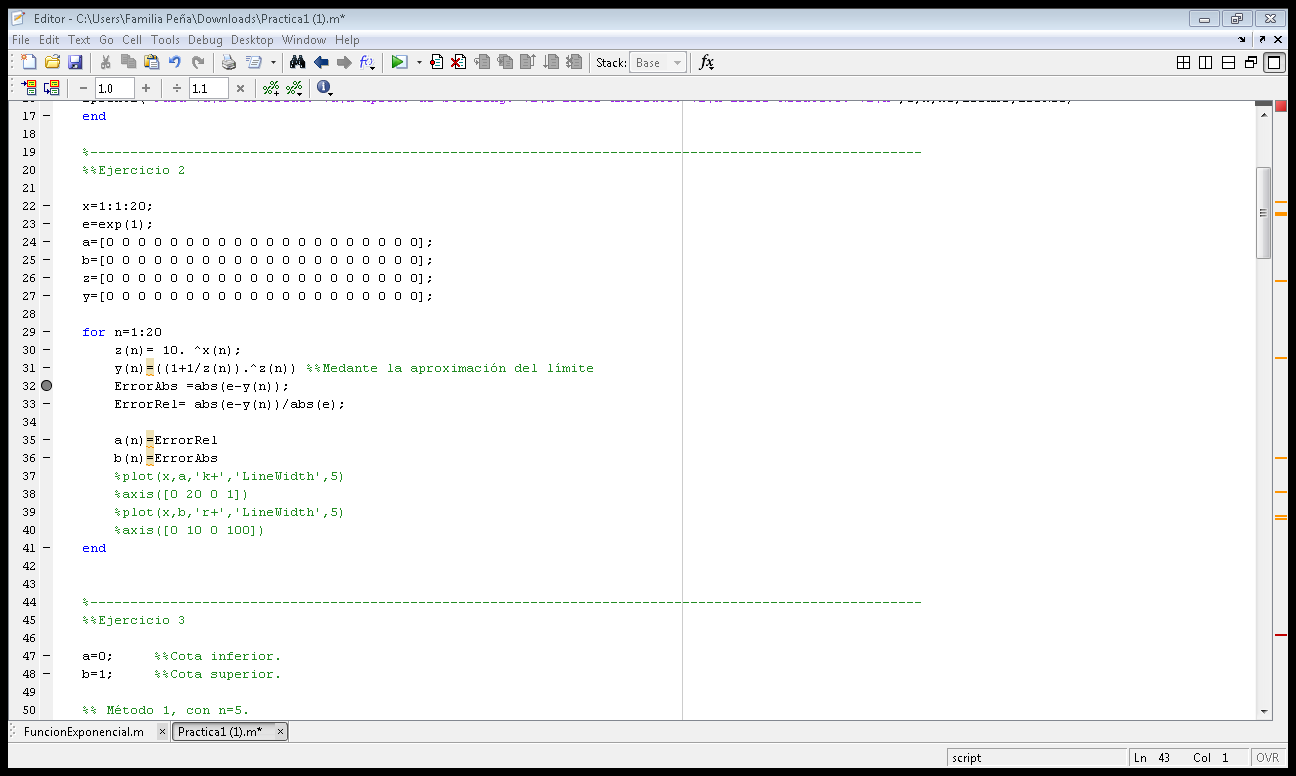 Editor - C:\Users\Familia Peña\Downloads\Practica1 (1).m*
File Edit Text Go Cell Tools Debug Desktop Window Help
Stack: Base fx
- 1.0 + ÷ 1.1 ×
17 - end
18
19 %--------------------------------------------------------------------------------------------------------
20 %%Ejercicio 2
21
22 - x=1:1:20;
23 - e=exp(1);
24 - a=[0 0 0 0 0 0 0 0 0 0 0 0 0 0 0 0 0 0 0 0];
25 - b=[0 0 0 0 0 0 0 0 0 0 0 0 0 0 0 0 0 0 0 0];
26 - z=[0 0 0 0 0 0 0 0 0 0 0 0 0 0 0 0 0 0 0 0];
27 - y=[0 0 0 0 0 0 0 0 0 0 0 0 0 0 0 0 0 0 0 0];
28
29 - for n=1:20
30 - z(n)= 10. ^x(n);
31 - y(n)=((1+1/z(n)).^z(n)) %%Medante la aproximación del límite
32 ErrorAbs =abs(e-y(n));
33 - ErrorRel= abs(e-y(n))/abs(e);
34
35 - a(n)=ErrorRel
36 - b(n)=ErrorAbs
37 %plot(x,a,'k+','LineWidth',5)
38 %axis([0 20 0 1])
39 %plot(x,b,'r+','LineWidth',5)
40 %axis([0 10 0 100])
41 - end
42
43
44 %--------------------------------------------------------------------------------------------------------
45 %%Ejercicio 3
46
47 - a=0; %%Cota inferior.
48 - b=1; %%Cota superior.
49
50 %% Método 1, con n=5.
FuncionExponencial.m × Practica1 (1).m* ×
script Ln 43 Col 1 OVR